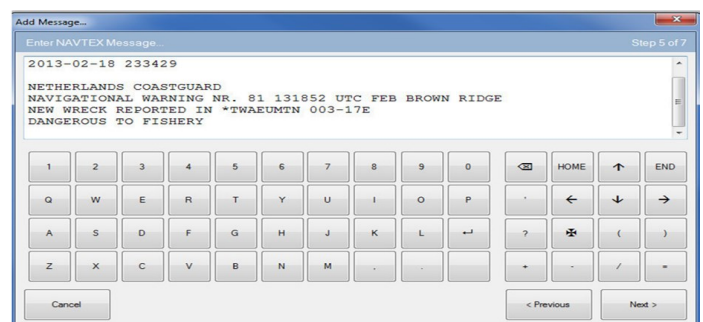 Add Message...
Enter NAVTEX Message... Step 5 of 7
2013-02-18 233429
NETHERLANDS COASTGUARD
NAVIGATIONAL WARNING NR. 81 131852 UTC FEB BROWN RIDGE
NEW WRECK REPORTED IN *TWAEUMTN 003-17E
DANGEROUS TO FISHERY
1 2 3 4 5 6 7 8 9 0 HOME ↑ END
Q W E R T Y U I O P ' ← ↓ →
A S D F G H J K L ↵ ? ✠ ( )
Z X C V B N M , . + - / =
Cancel < Previous Next >